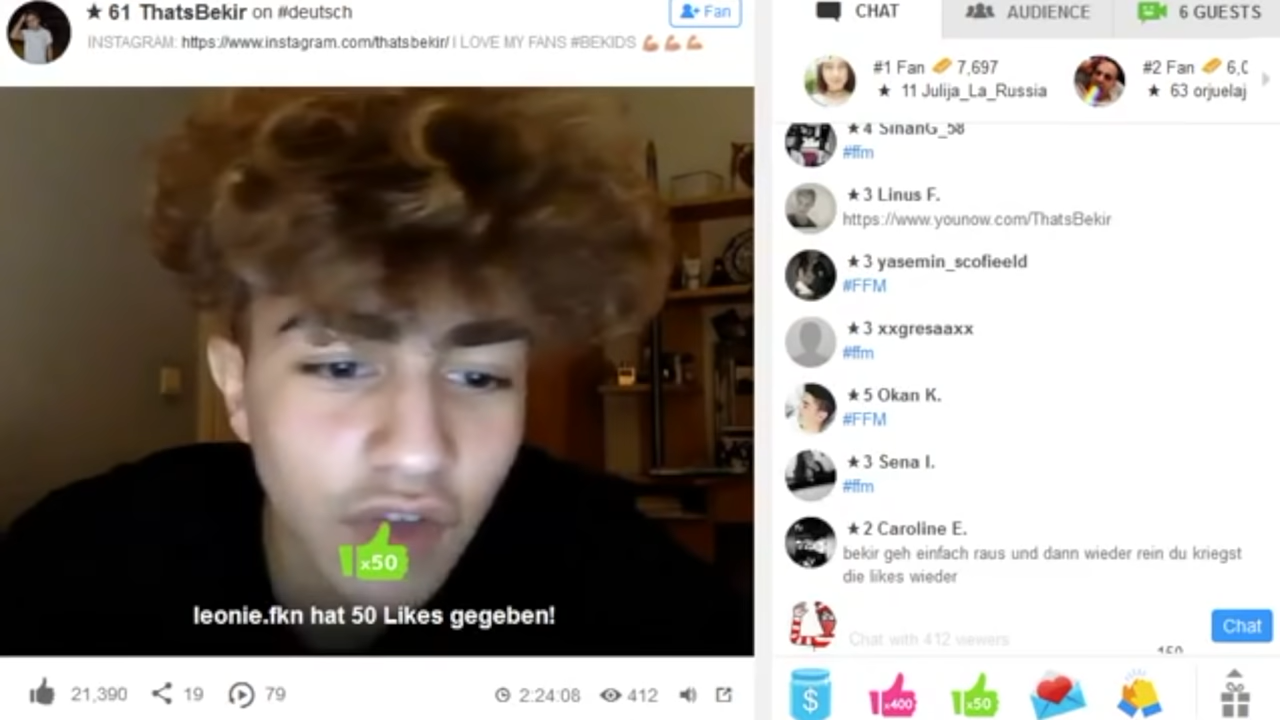 ★ 61 ThatsBekir on #deutsch
Fan
INSTAGRAM: https://www.instagram.com/thatsbekir/ I LOVE MY FANS #BEKIDS
x50
leonie.fkn hat 50 Likes gegeben!
21,390
19
79
2:24:08
412
CHAT
AUDIENCE
6 GUESTS
#1 Fan 7,697
★ 11 Julija_La_Russia
#2 Fan
★ 63 orjuelaj
★ 4 SinanG_58
#ffm
★ 3 Linus F.
https://www.younow.com/ThatsBekir
★ 3 yasemin_scofieeld
#FFM
★ 3 xxgresaaxx
#ffm
★ 5 Okan K.
#FFM
★ 3 Sena I.
#ffm
★ 2 Caroline E.
bekir geh einfach raus und dann wieder rein du kriegst
die likes wieder
Chat with 412 viewers
Chat
150
$
x400
x50